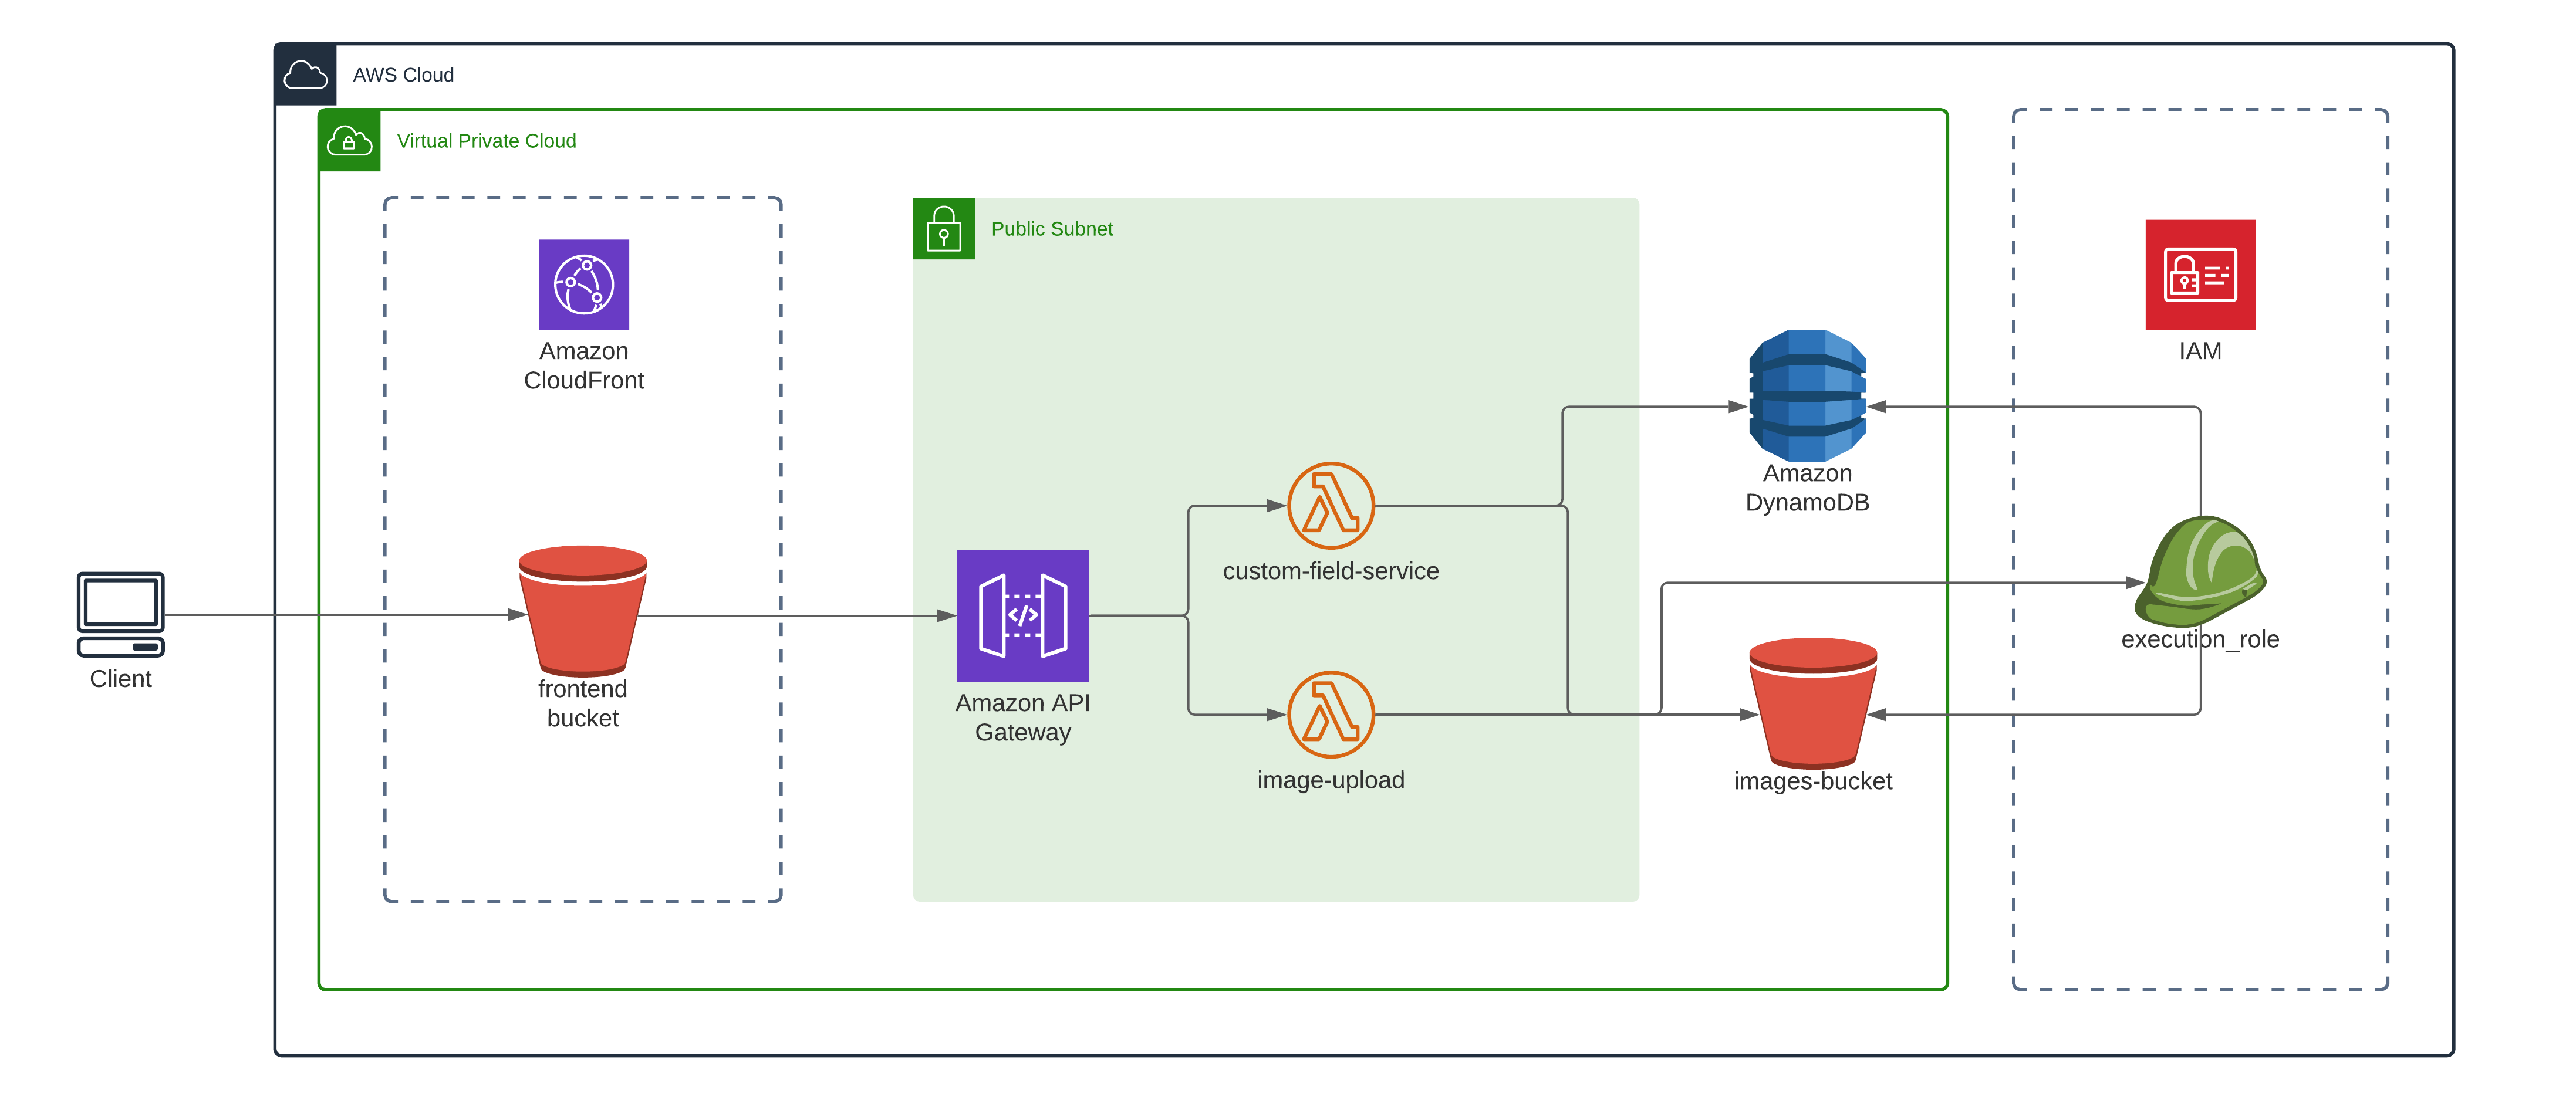 AWS Cloud
Virtual Private Cloud
Public Subnet
Amazon
CloudFront
IAM
Amazon
DynamoDB
custom-field-service
execution_role
Client
frontend
bucket
Amazon API
Gateway
image-upload
images-bucket